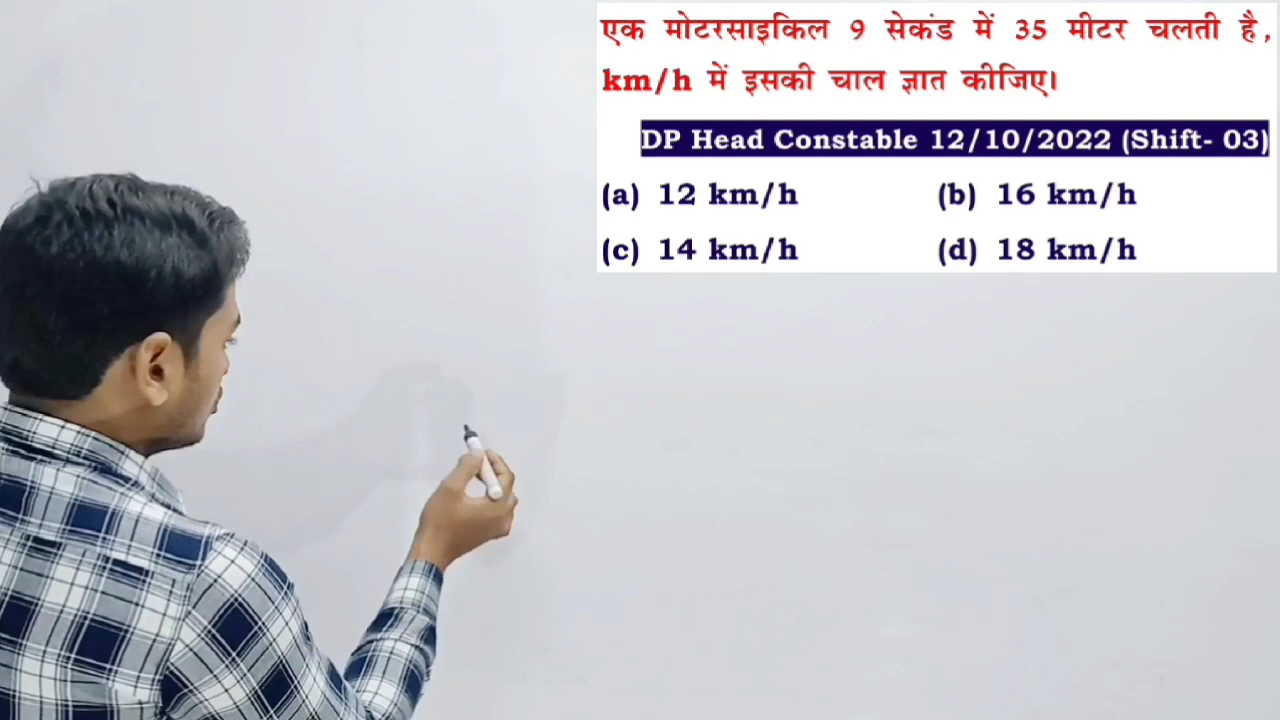 एक मोटरसाइकिल 9 सेकंड में 35 मीटर चलती है,
km/h में इसकी चाल ज्ञात कीजिए।
DP Head Constable 12/10/2022 (Shift- 03)
(a) 12 km/h (b) 16 km/h
(c) 14 km/h (d) 18 km/h